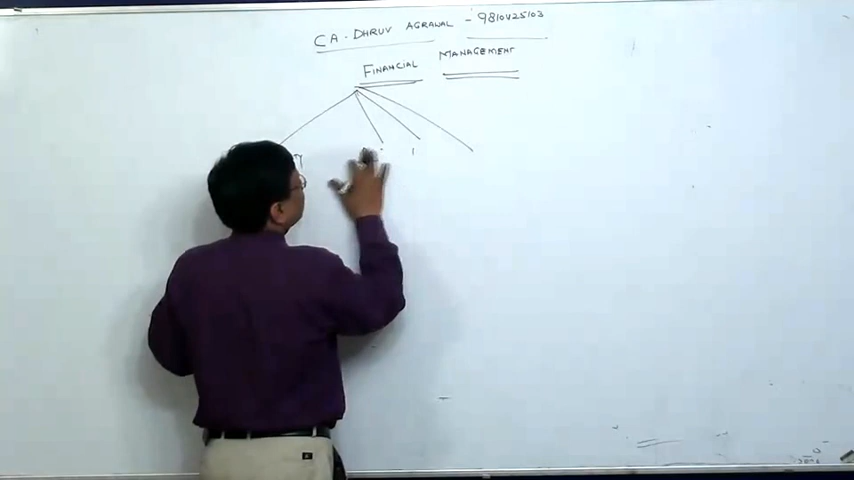 CA. DHRUV AGRAWAL - 9810425103
FINANCIAL MANAGEMENT